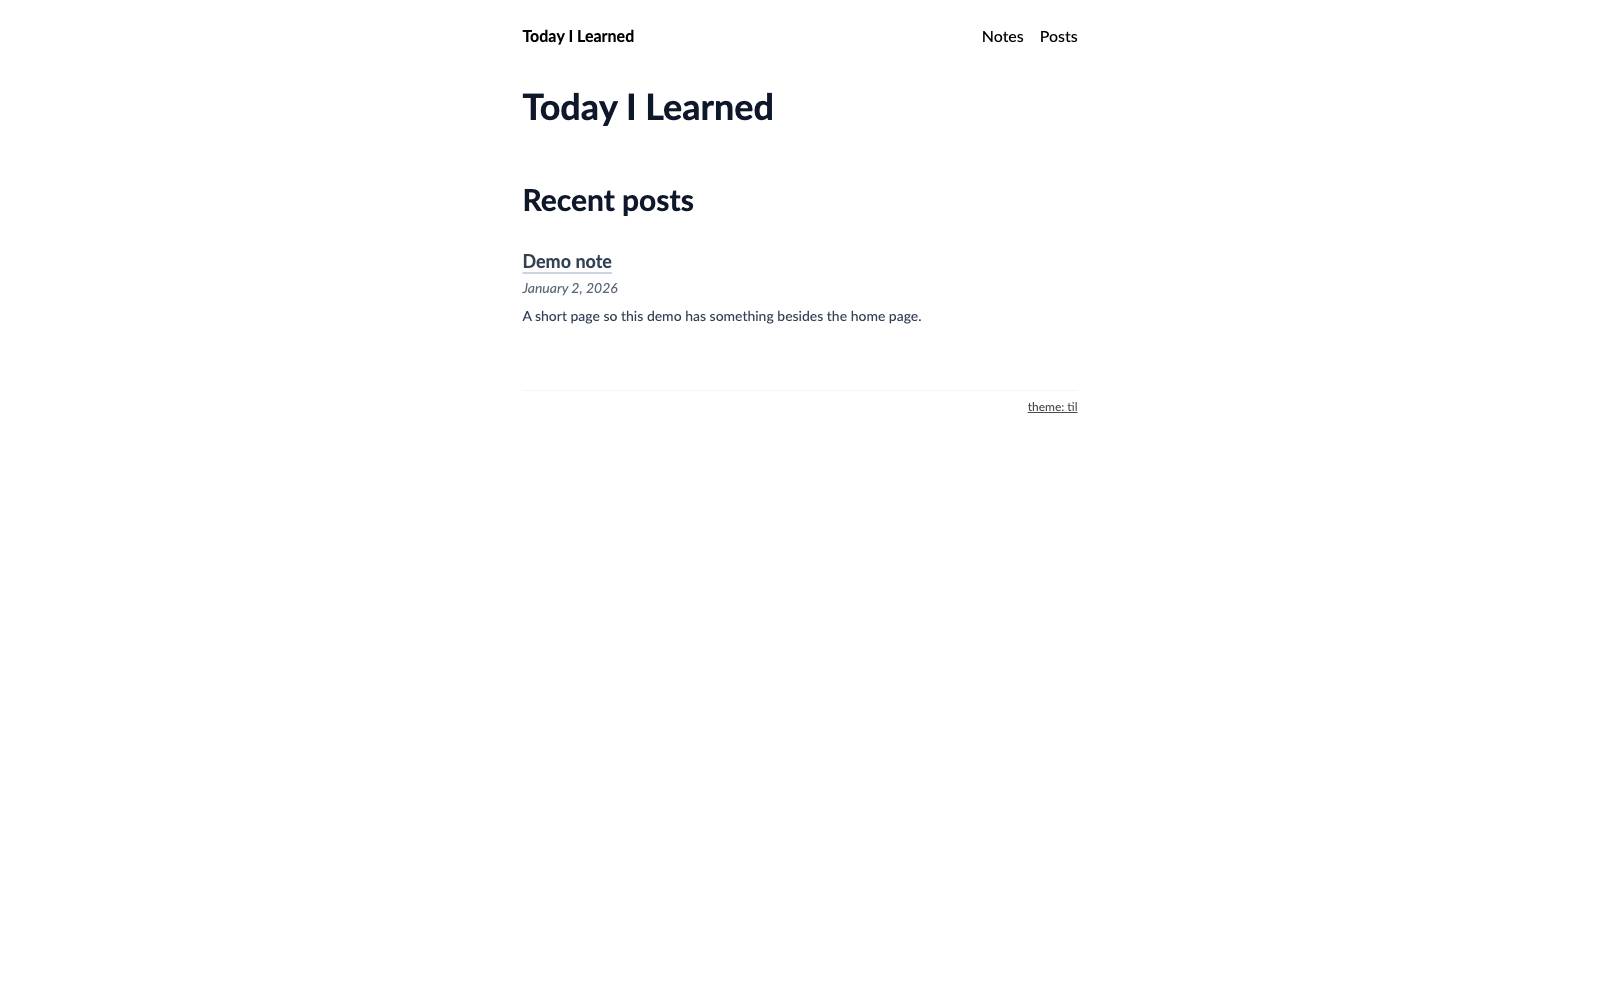 Today I Learned
Notes Posts
Today I Learned
Recent posts
Demo note
January 2, 2026
A short page so this demo has something besides the home page.
theme: til